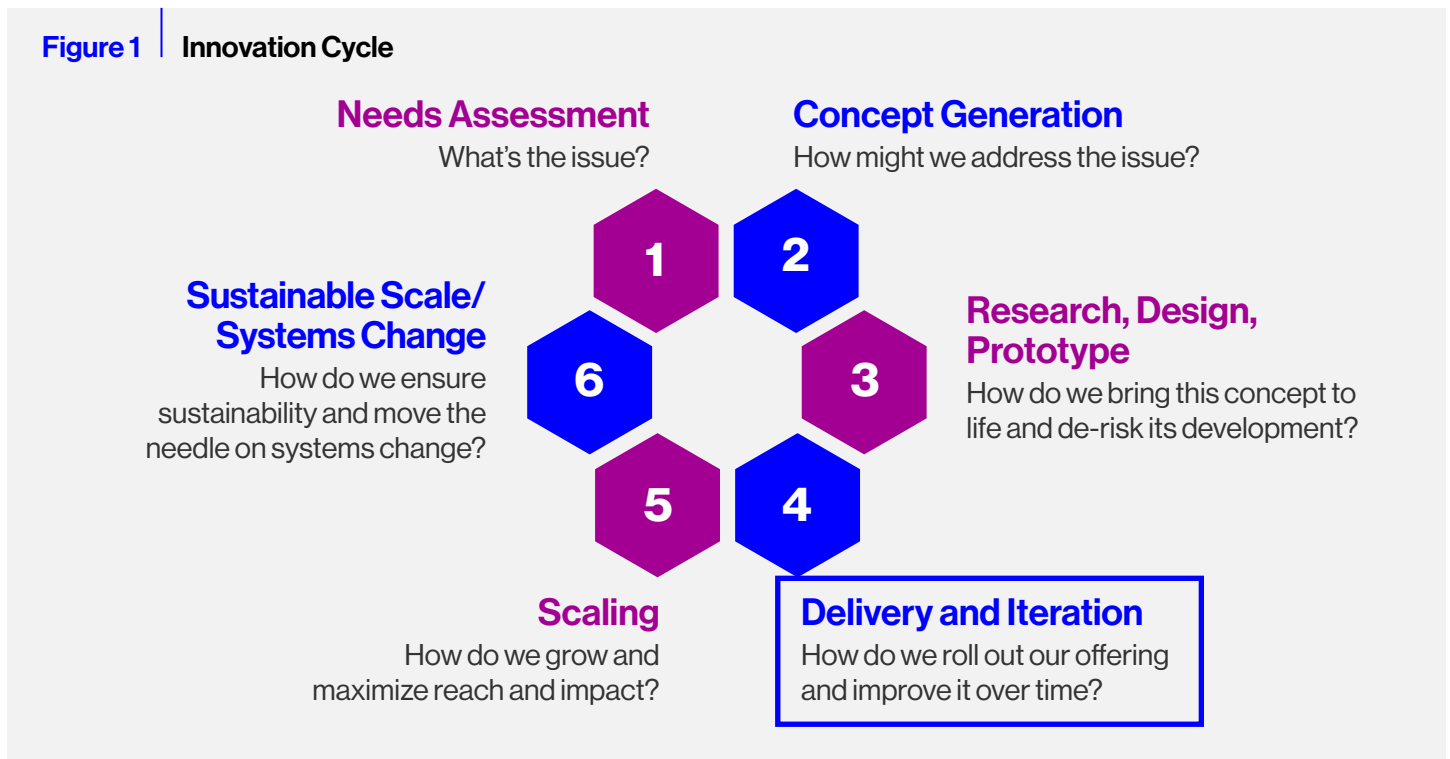 Figure 1 Innovation Cycle
Needs Assessment
What's the issue?
1
Concept Generation
How might we address the issue?
2
Research, Design,
Prototype
How do we bring this concept to
life and de-risk its development?
3
Delivery and Iteration
How do we roll out our offering
and improve it over time?
4
Scaling
How do we grow and
maximize reach and impact?
5
Sustainable Scale/
Systems Change
How do we ensure
sustainability and move the
needle on systems change?
6